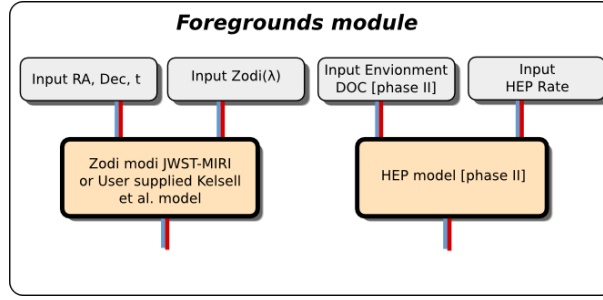 Foregrounds module
Input RA, Dec, t
Input Zodi(λ)
Input Envionment
DOC [phase II]
Input
HEP Rate
Zodi modi JWST-MIRI
or User supplied Kelsell
et al. model
HEP model [phase II]